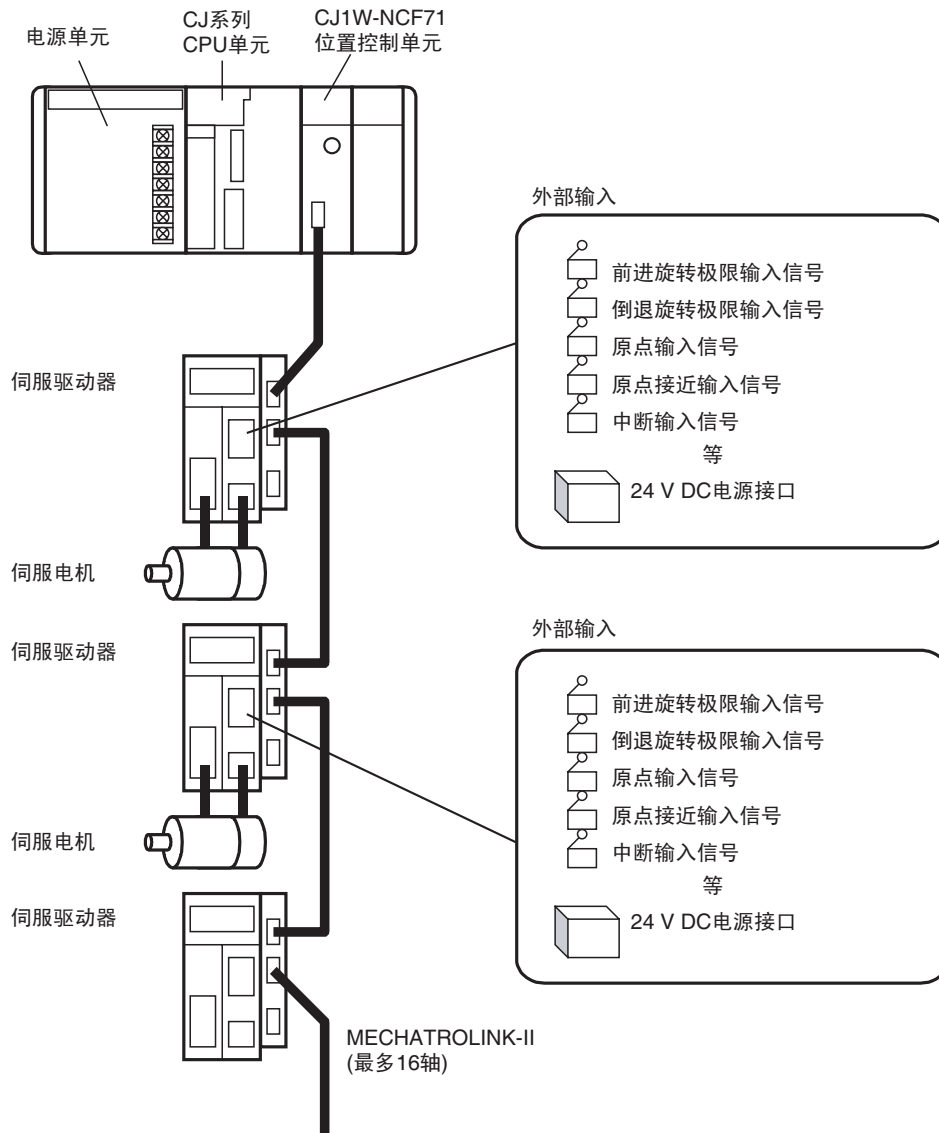 电源单元
CJ系列
CPU单元
CJ1W-NCF71
位置控制单元
外部输入
前进旋转极限输入信号
倒退旋转极限输入信号
原点输入信号
原点接近输入信号
中断输入信号
等
24 V DC电源接口
伺服驱动器
伺服电机
伺服驱动器
外部输入
前进旋转极限输入信号
倒退旋转极限输入信号
原点输入信号
原点接近输入信号
中断输入信号
等
24 V DC电源接口
伺服电机
伺服驱动器
MECHATROLINK-II
(最多16轴)